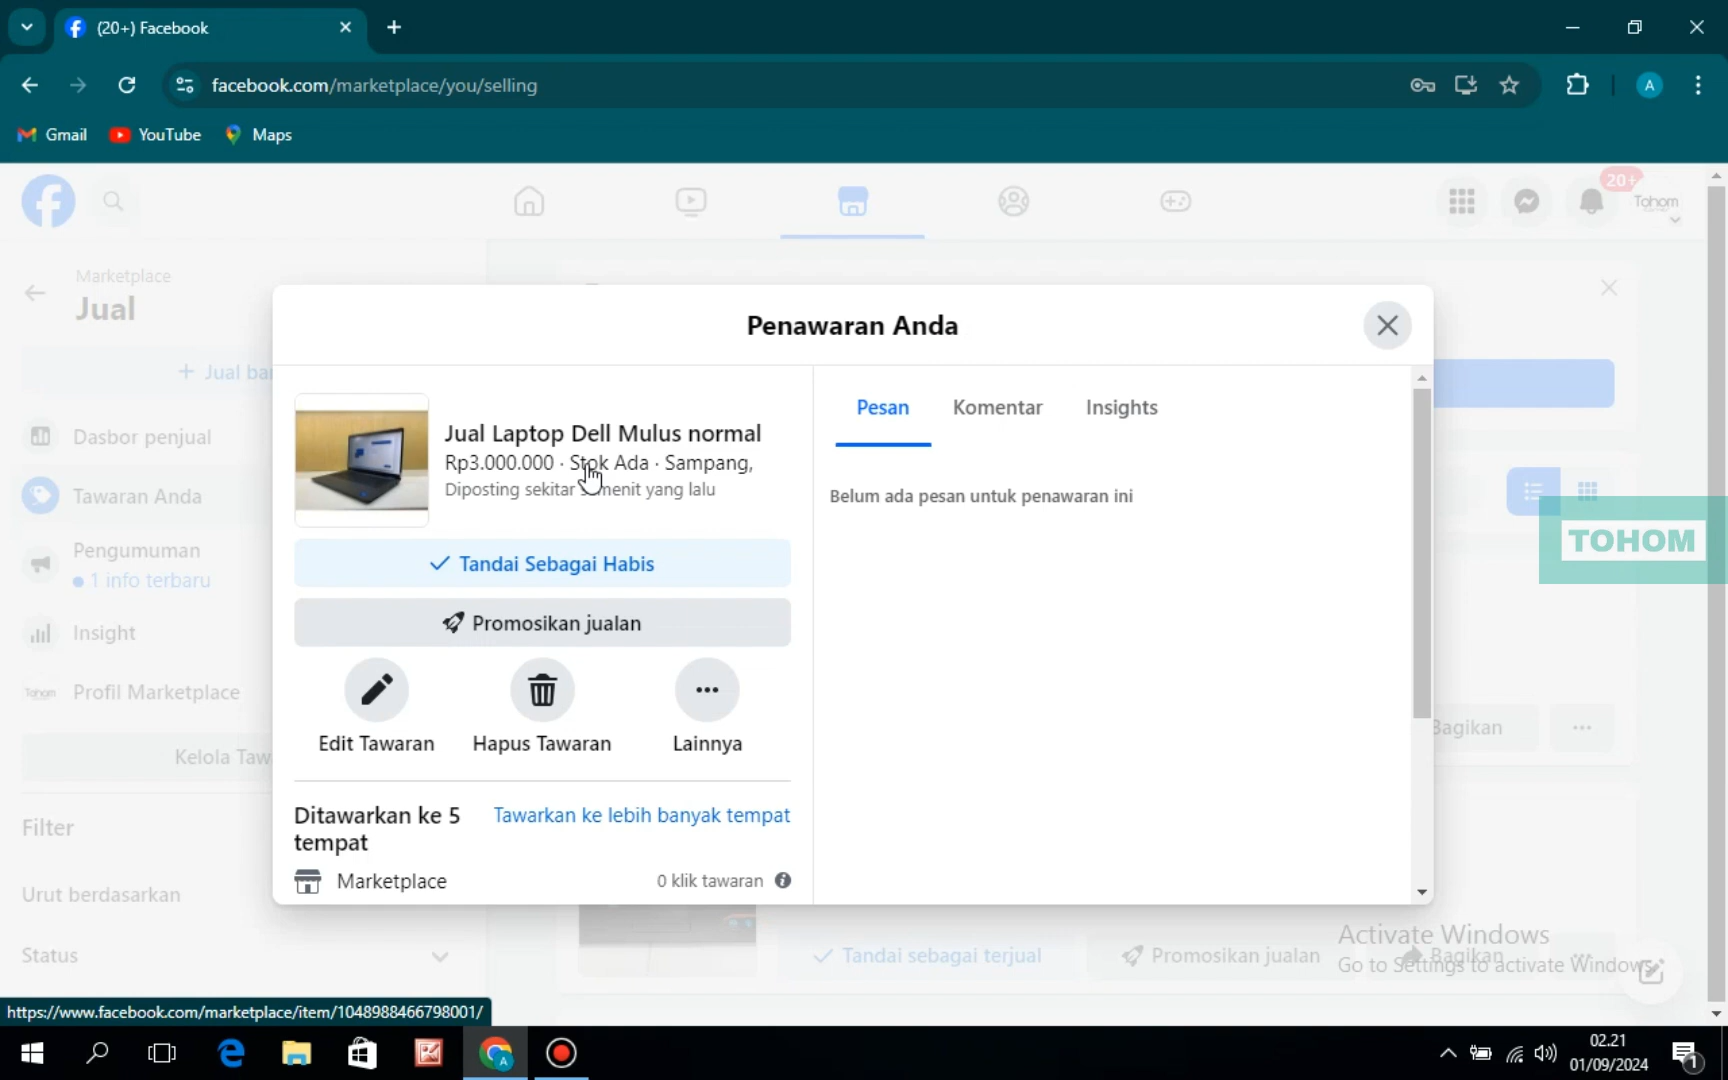 (20+) Facebook
facebook.com/marketplace/you/selling
A
Gmail
YouTube
Maps
20+
Tohom
Marketplace
Jual
Penawaran Anda
+ Jual bar
Dasbor penjual
Tawaran Anda
Pengumuman
1 info terbaru
Insight
Tohom
Profil Marketplace
Kelola Taw
Filter
Urut berdasarkan
Status
Jual Laptop Dell Mulus normal
Rp3.000.000 · Stok Ada · Sampang,
Diposting sekitar semenit yang lalu
Tandai Sebagai Habis
Promosikan jualan
Edit Tawaran
Hapus Tawaran
Lainnya
Ditawarkan ke 5 tempat
Tawarkan ke lebih banyak tempat
Marketplace
0 klik tawaran
Pesan
Komentar
Insights
Belum ada pesan untuk penawaran ini
TOHOM
Bagikan
Tandai sebagai terjual
Promosikan jualan
Bagikan
Activate Windows
Go to Settings to activate Windows.
https://www.facebook.com/marketplace/item/1048988466798001/
A
02.21
01/09/2024
1